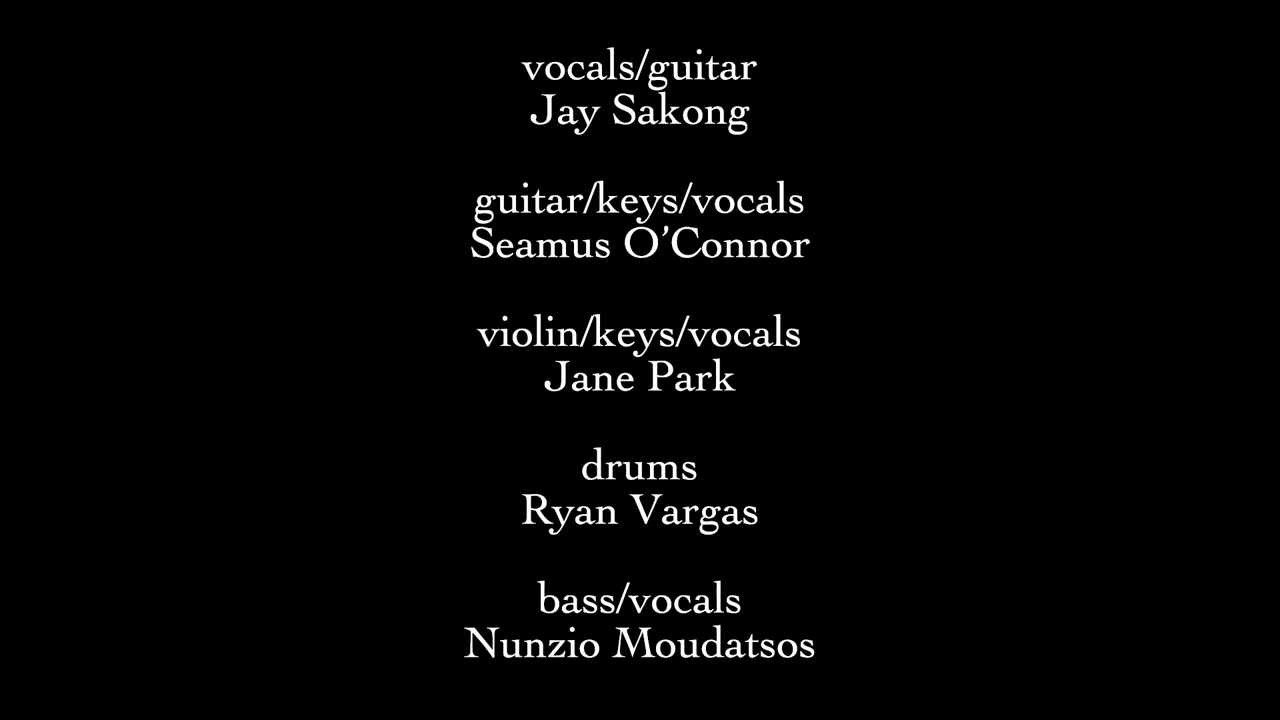 vocals/guitar
Jay Sakong
guitar/keys/vocals
Seamus O’Connor
violin/keys/vocals
Jane Park
drums
Ryan Vargas
bass/vocals
Nunzio Moudatsos